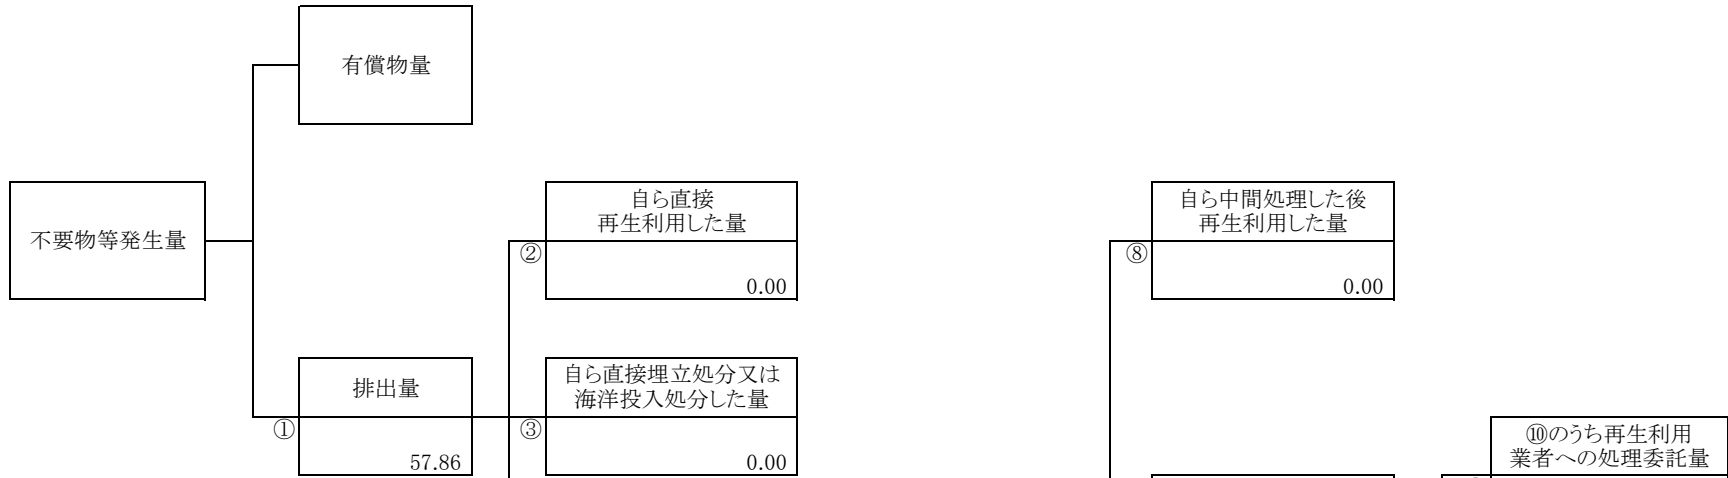 有償物量
不要物等発生量
自ら直接
再生利用した量
②
0.00
自ら中間処理した後
再生利用した量
⑧
0.00
排出量
①
57.86
自ら直接埋立処分又は
海洋投入処分した量
③
0.00
⑩のうち再生利用
業者への処理委託量